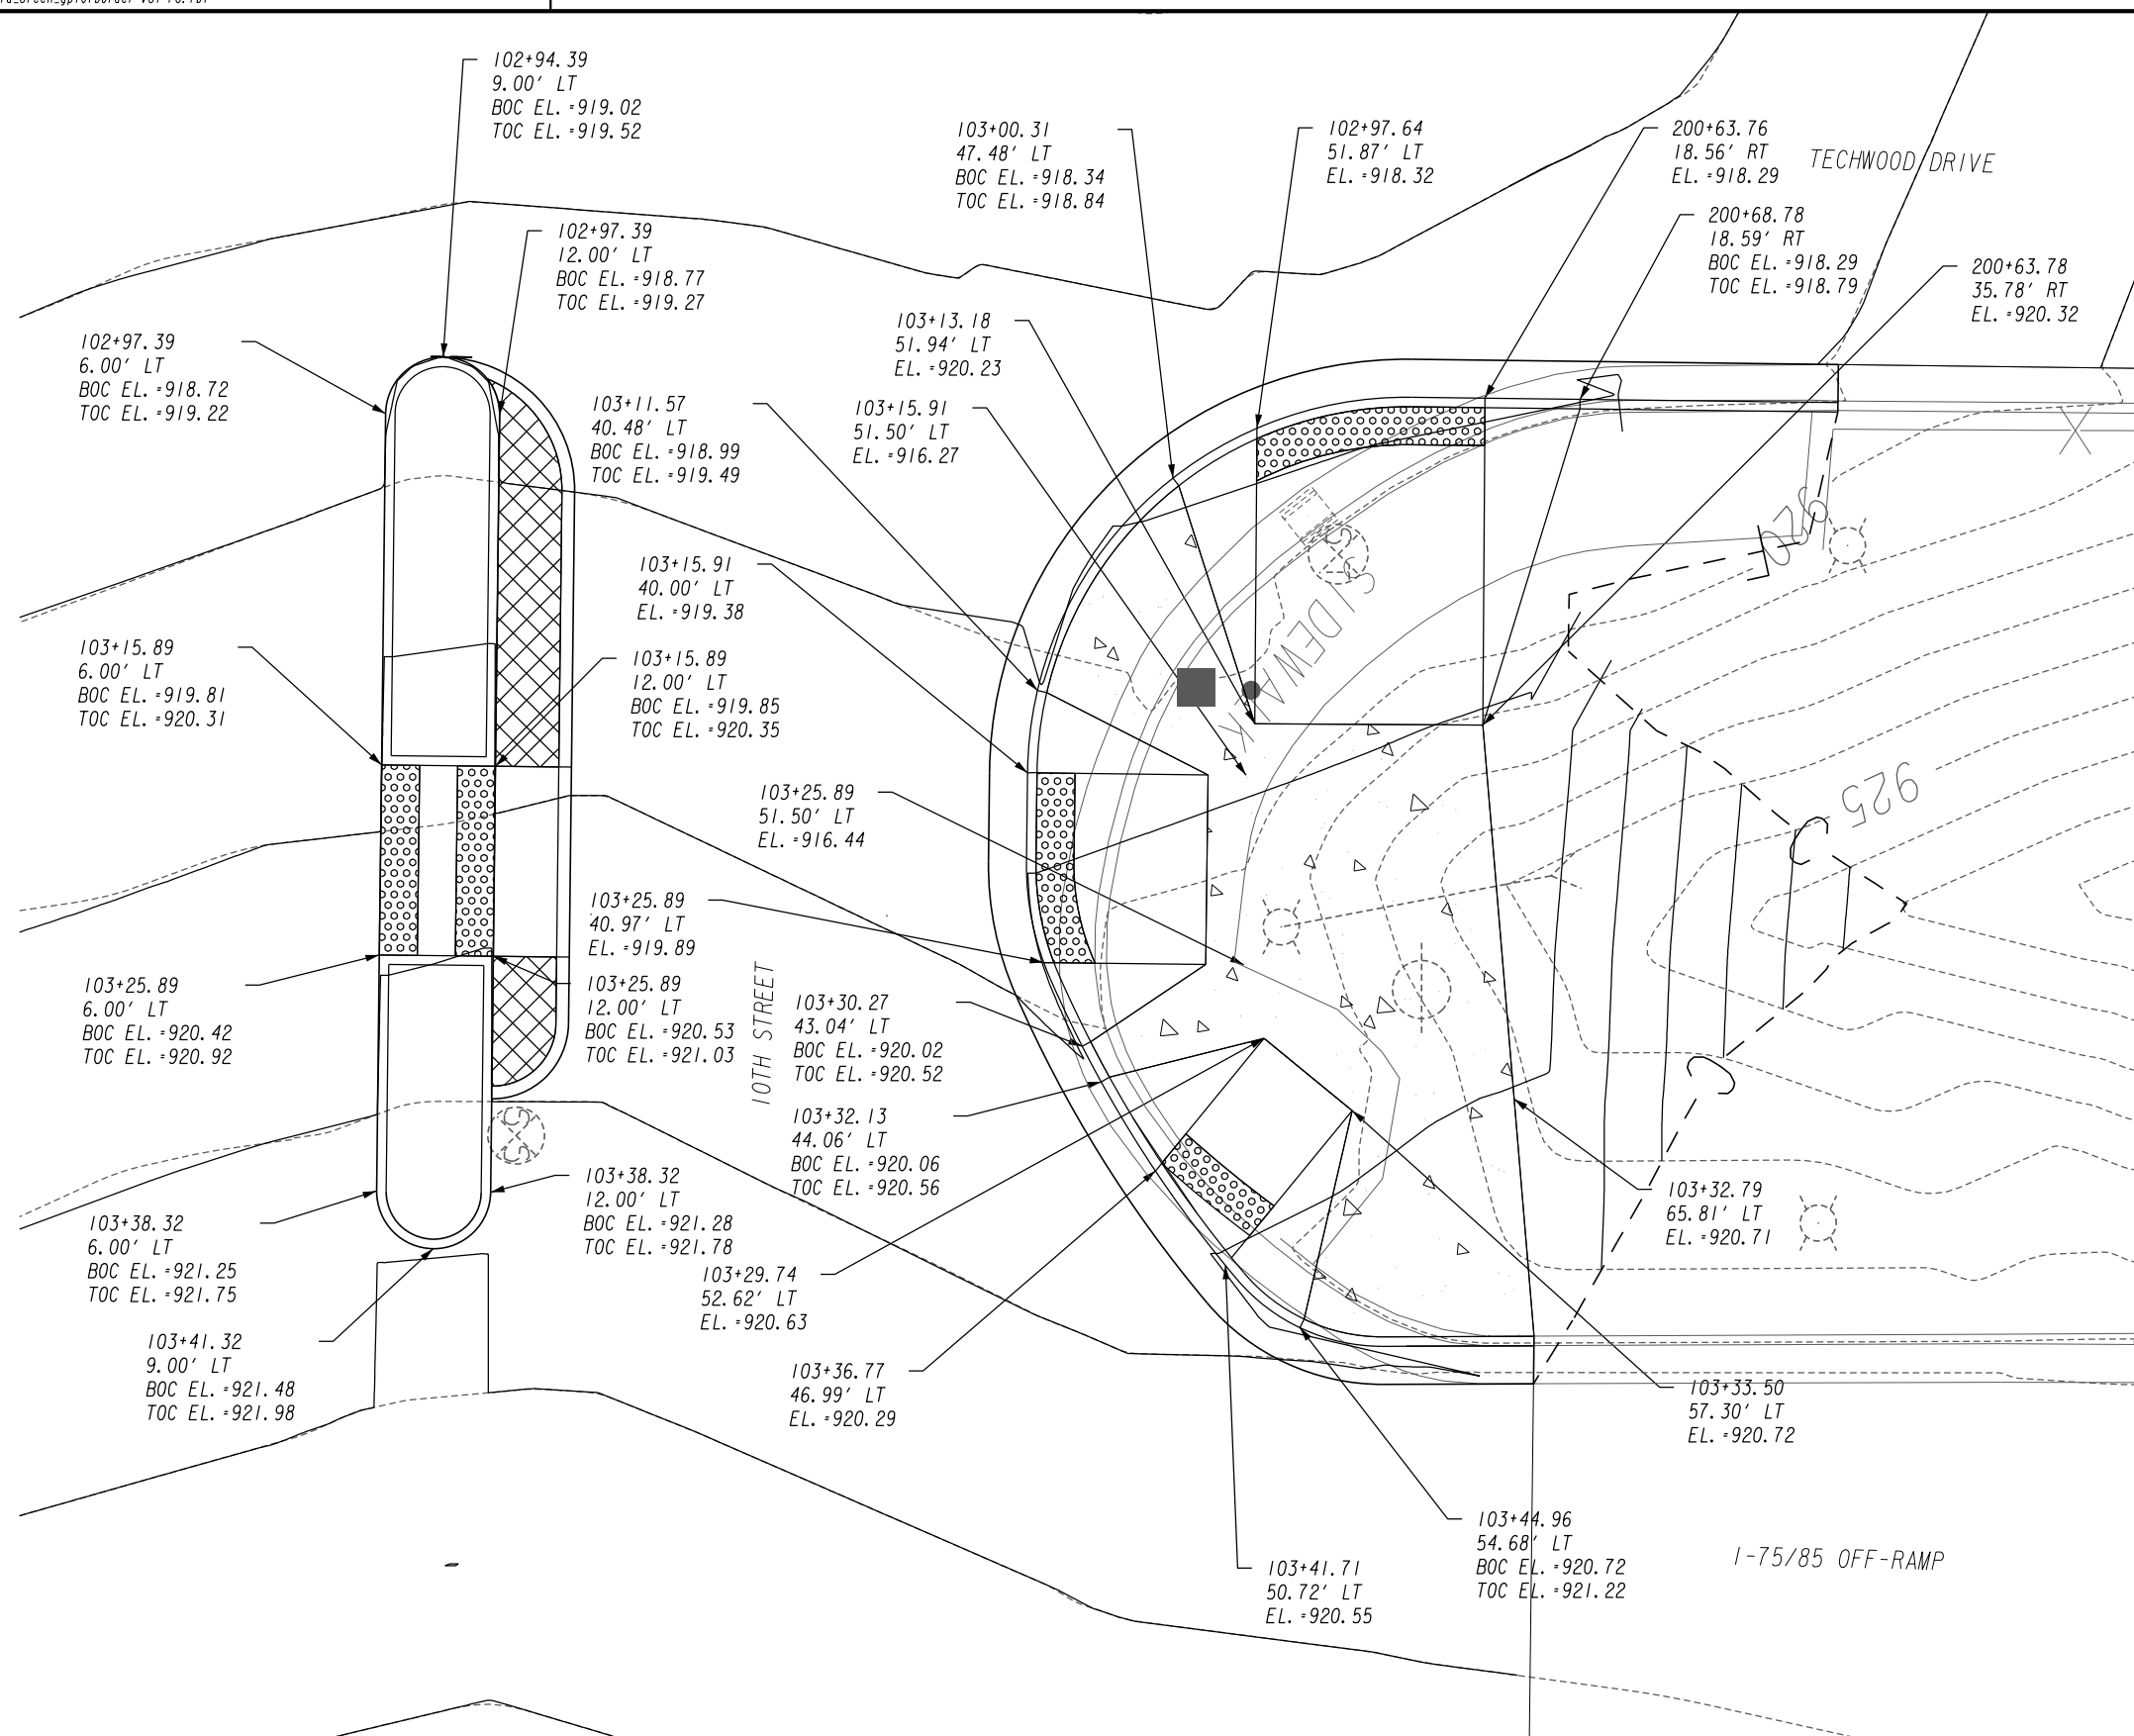 102+94.39
9.00' LT
BOC EL.=919.02
TOC EL.=919.52
103+00.31
47.48' LT
BOC EL.=918.34
TOC EL.=918.84
102+97.64
51.87' LT
EL.=918.32
200+63.76
18.56' RT
EL.=918.29
TECHWOOD DRIVE
200+68.78
18.59' RT
BOC EL.=918.29
TOC EL.=918.79
102+97.39
12.00' LT
BOC EL.=918.77
TOC EL.=919.27
200+63.78
35.78' RT
EL.=920.32
103+13.18
51.94' LT
EL.=920.23
102+97.39
6.00' LT
BOC EL.=918.72
TOC EL.=919.22
103+11.57
40.48' LT
BOC EL.=918.99
TOC EL.=919.49
103+15.91
51.50' LT
EL.=916.27
920
SIDEWALK
103+15.91
40.00' LT
EL.=919.38
103+15.89
6.00' LT
BOC EL.=919.81
TOC EL.=920.31
103+15.89
12.00' LT
BOC EL.=919.85
TOC EL.=920.35
925
103+25.89
51.50' LT
EL.=916.44
103+25.89
40.97' LT
EL.=919.89
103+25.89
6.00' LT
BOC EL.=920.42
TOC EL.=920.92
103+25.89
12.00' LT
BOC EL.=920.53
TOC EL.=921.03
10TH STREET
103+30.27
43.04' LT
BOC EL.=920.02
TOC EL.=920.52
103+32.13
44.06' LT
BOC EL.=920.06
TOC EL.=920.56
103+38.32
12.00' LT
BOC EL.=921.28
TOC EL.=921.78
103+32.79
65.81' LT
EL.=920.71
103+38.32
6.00' LT
BOC EL.=921.25
TOC EL.=921.75
103+29.74
52.62' LT
EL.=920.63
103+41.32
9.00' LT
BOC EL.=921.48
TOC EL.=921.98
103+36.77
46.99' LT
EL.=920.29
103+33.50
57.30' LT
EL.=920.72
103+44.96
54.68' LT
BOC EL.=920.72
TOC EL.=921.22
103+41.71
50.72' LT
EL.=920.55
I-75/85 OFF-RAMP